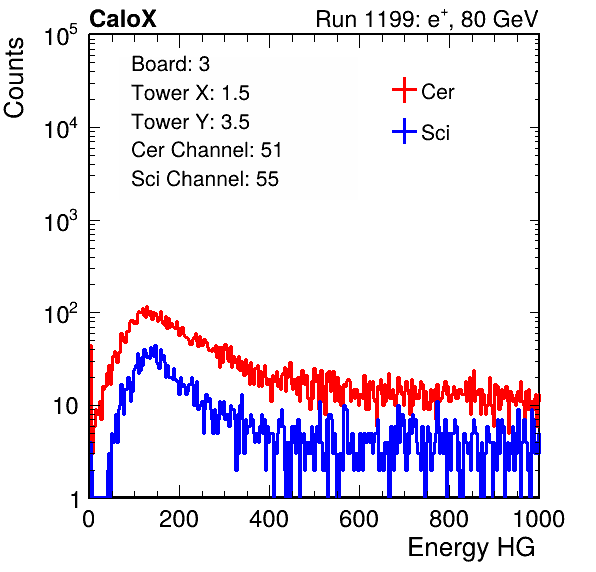 CaloX Run 1199: e⁺, 80 GeV
Counts
Board: 3
Tower X: 1.5
Tower Y: 3.5
Cer Channel: 51
Sci Channel: 55
Cer
Sci
10⁵
10⁴
10³
10²
10
1
0 200 400 600 800 1000
Energy HG